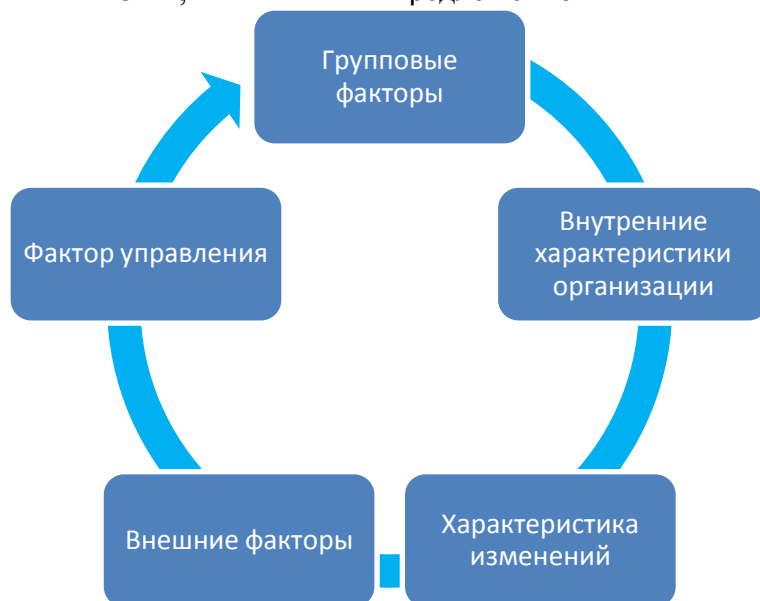 Групповые
факторы
Внутренние
характеристики
организации
Характеристика
изменений
Внешние факторы
Фактор управления